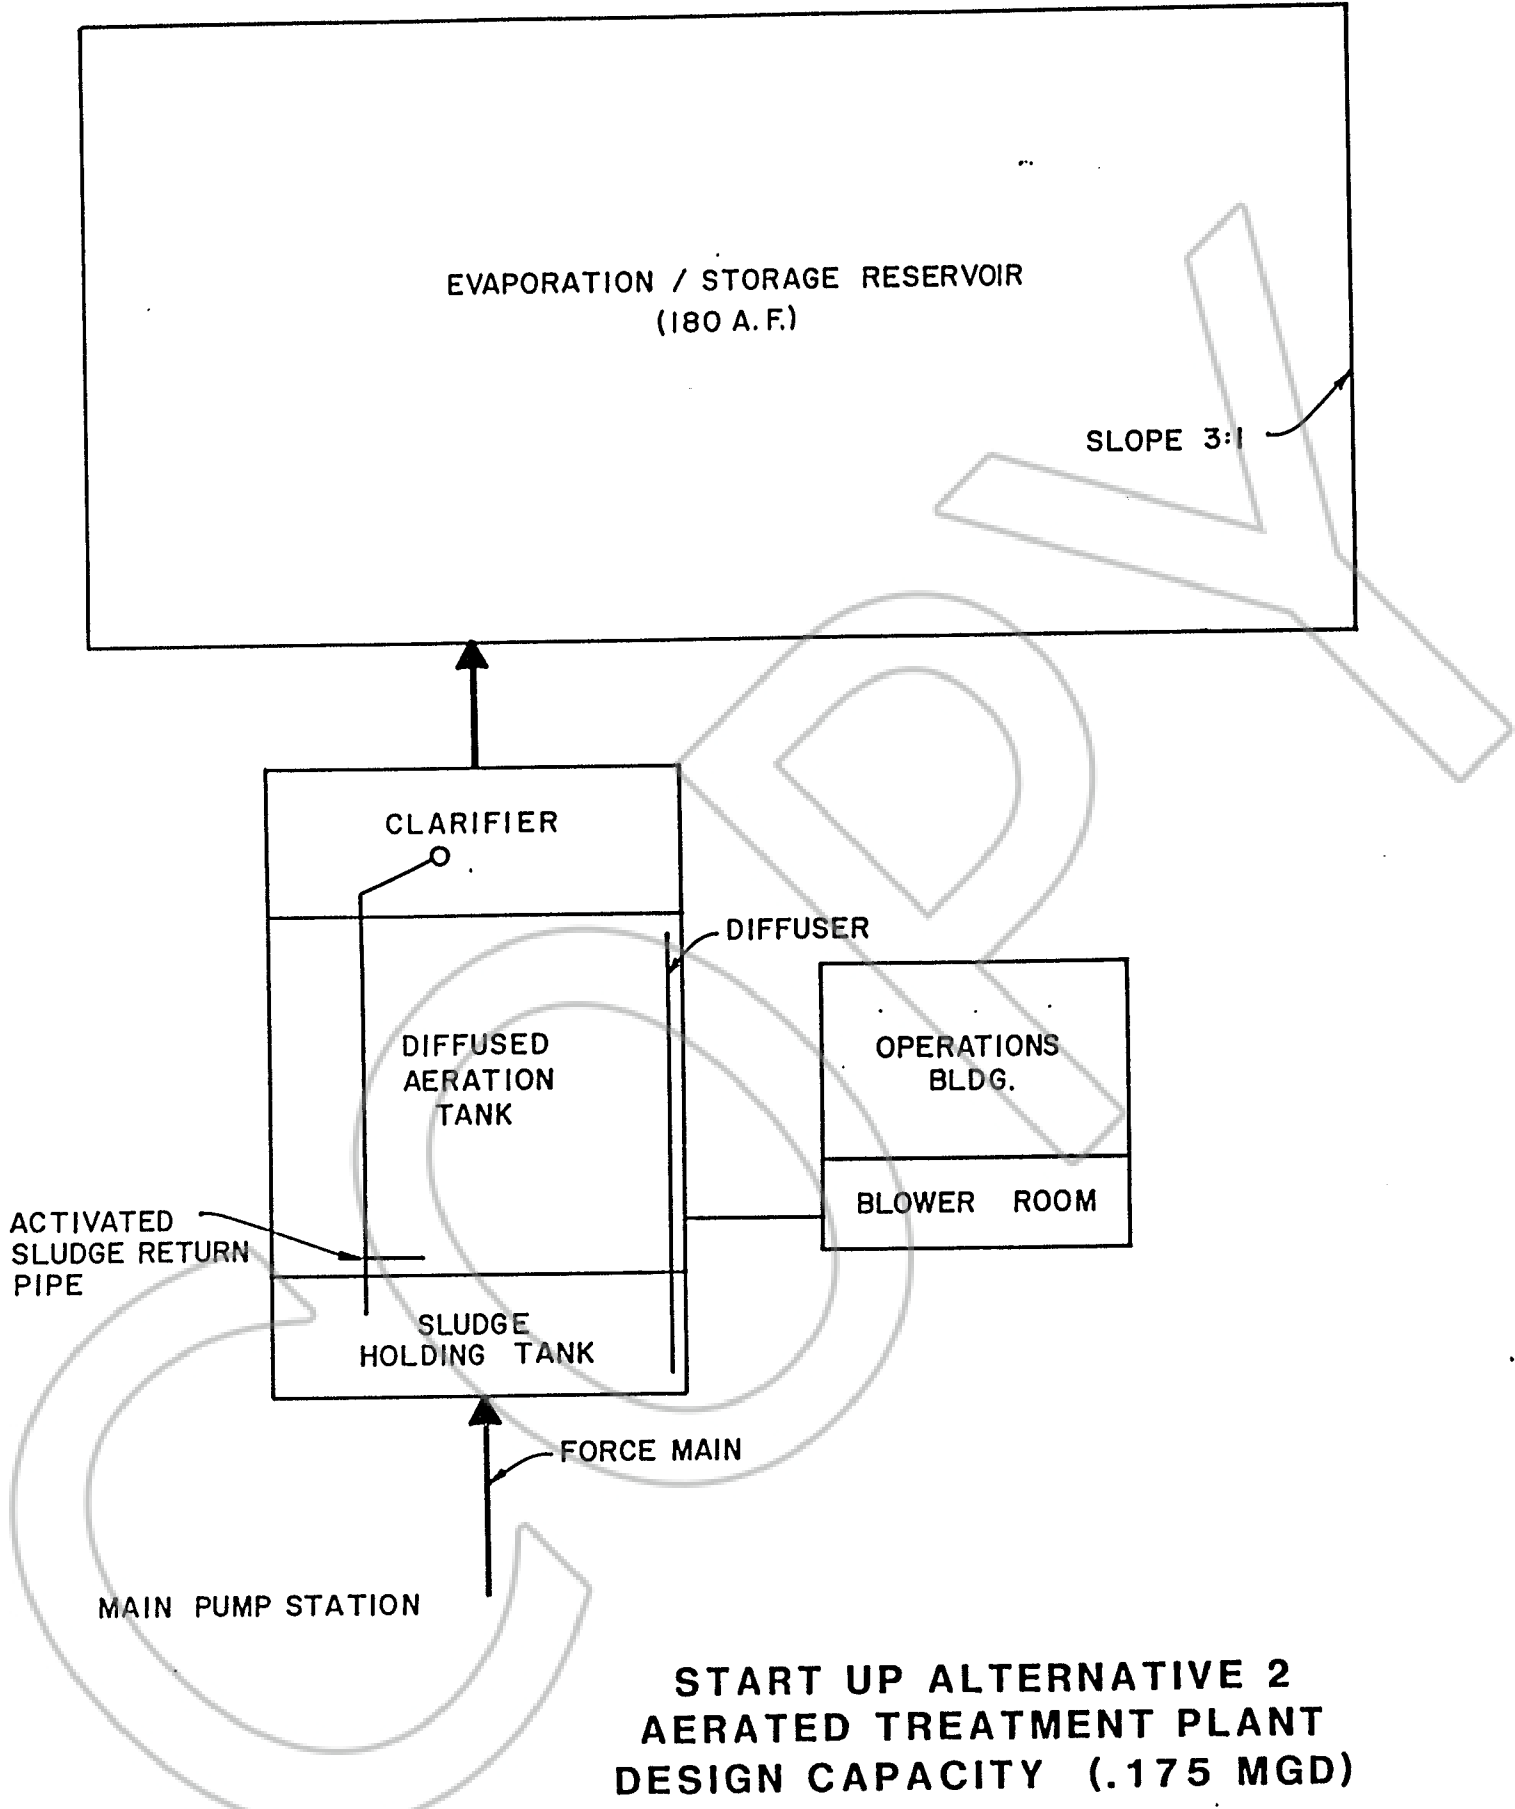 EVAPORATION / STORAGE RESERVOIR
(180 A.F.)
SLOPE 3:1
CLARIFIER
DIFFUSER
DIFFUSED
AERATION
TANK
OPERATIONS
BLDG.
BLOWER ROOM
ACTIVATED
SLUDGE RETURN
PIPE
SLUDGE
HOLDING TANK
FORCE MAIN
MAIN PUMP STATION
START UP ALTERNATIVE 2
AERATED TREATMENT PLANT
DESIGN CAPACITY (.175 MGD)
COPY